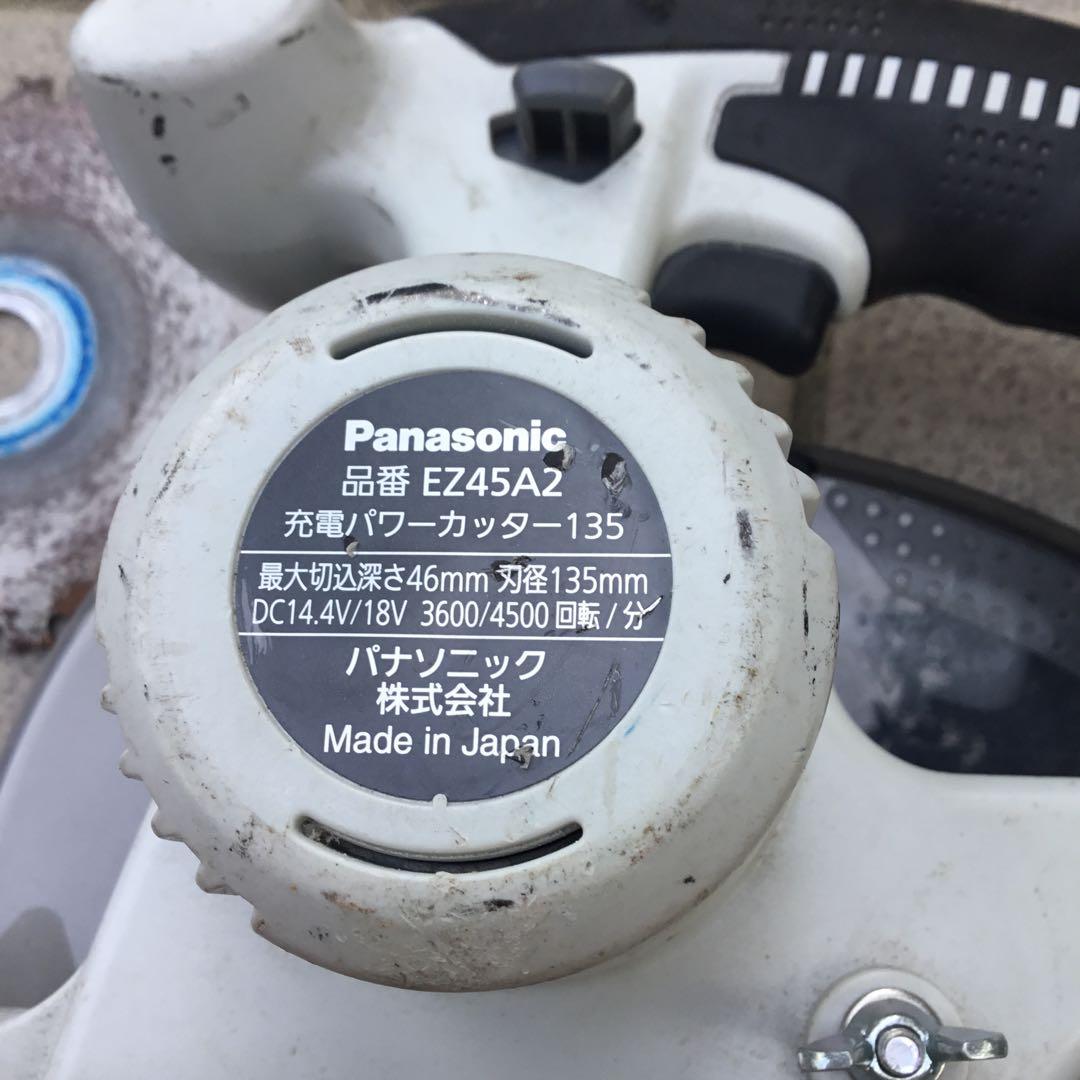 Panasonic
品番 EZ45A2
充電パワーカッター135
最大切込深さ46mm 刃径135mm
DC14.4V/18V 3600/4500 回転/分
パナソニック
株式会社
Made in Japan